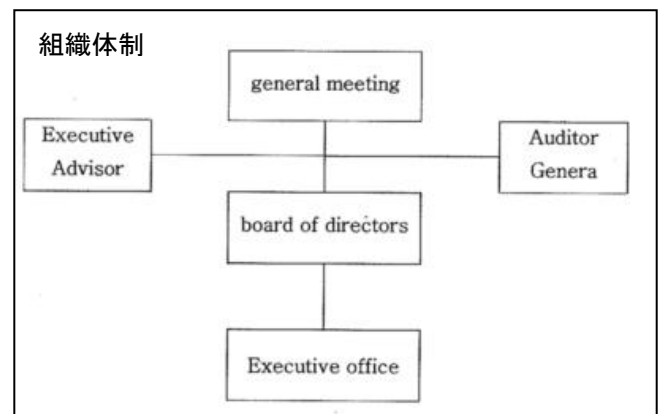 組織体制
general meeting
Executive
Advisor
Auditor
Genera
board of directors
Executive office